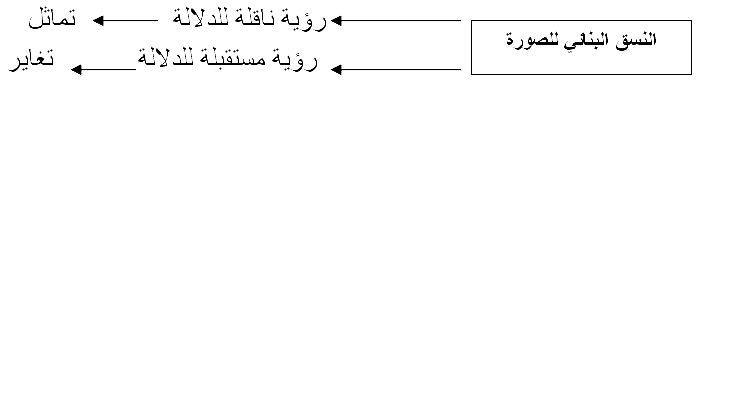 رؤية ناقلة للدلالة تماثل
النسق البنائي للصورة
رؤية مستقبلة للدلالة تغاير